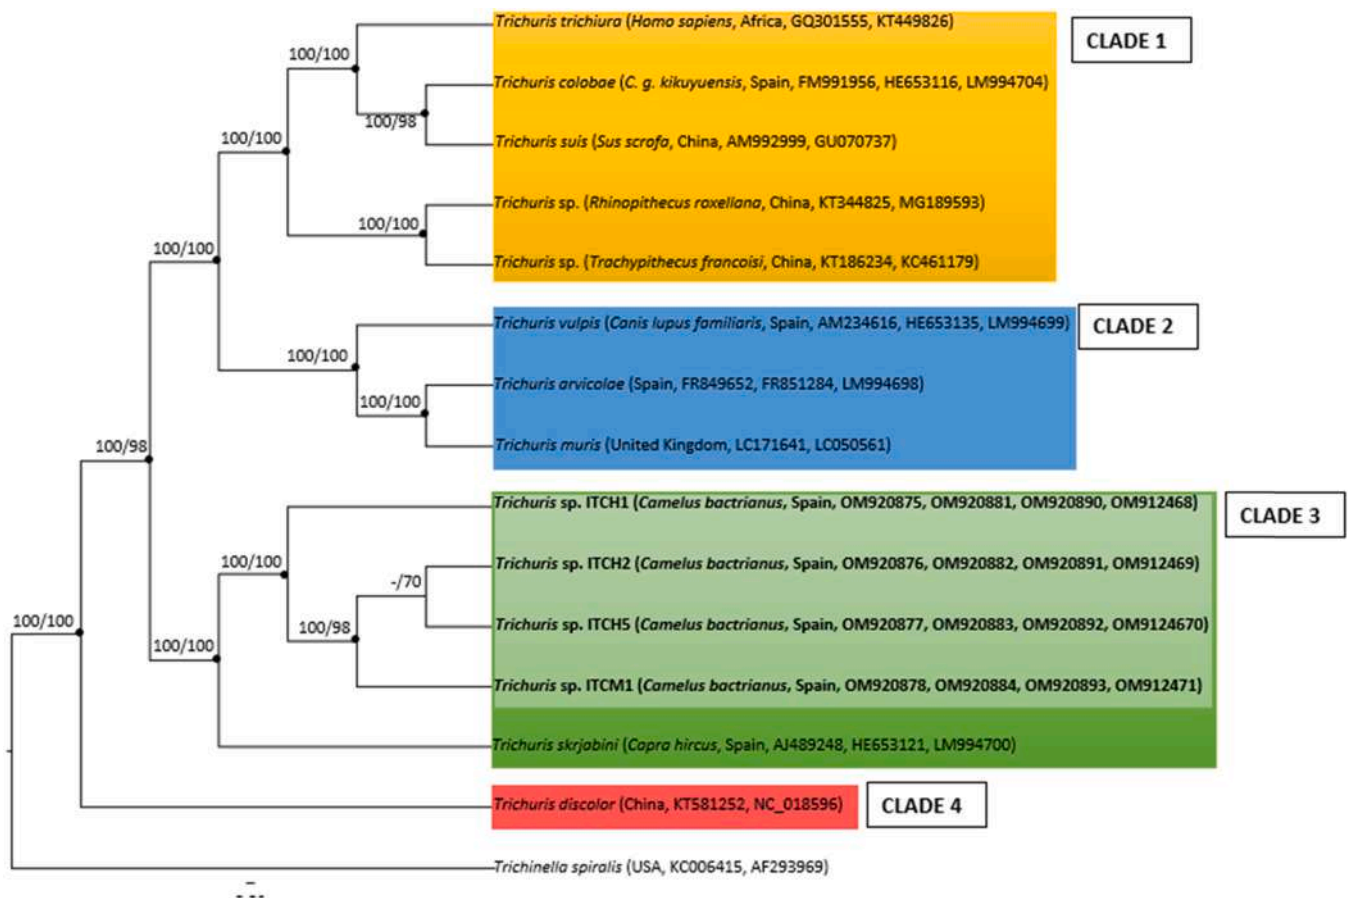 Trichuris trichiura (Homo sapiens, Africa, GQ301555, KT449826)
CLADE 1
100/100
Trichuris colobae (C. g. kikuyuensis, Spain, FM991956, HE653116, LM994704)
100/98
100/100
Trichuris suis (Sus scrofa, China, AM992999, GU070737)
Trichuris sp. (Rhinopithecus roxellana, China, KT344825, MG189593)
100/100
100/100
Trichuris sp. (Trachypithecus francoisi, China, KT186234, KC461179)
Trichuris vulpis (Canis lupus familiaris, Spain, AM234616, HE653135, LM994699)
CLADE 2
100/100
Trichuris arvicolae (Spain, FR849652, FR851284, LM994698)
100/100
100/98
Trichuris muris (United Kingdom, LC171641, LC050561)
Trichuris sp. ITCH1 (Camelus bactrianus, Spain, OM920875, OM920881, OM920890, OM912468)
CLADE 3
100/100
Trichuris sp. ITCH2 (Camelus bactrianus, Spain, OM920876, OM920882, OM920891, OM912469)
-/70
100/100
100/98
Trichuris sp. ITCH5 (Camelus bactrianus, Spain, OM920877, OM920883, OM920892, OM9124670)
100/100
Trichuris sp. ITCM1 (Camelus bactrianus, Spain, OM920878, OM920884, OM920893, OM912471)
Trichuris skrjabini (Capra hircus, Spain, AJ489248, HE653121, LM994700)
Trichuris discolor (China, KT581252, NC_018596)
CLADE 4
Trichinella spiralis (USA, KC006415, AF293969)